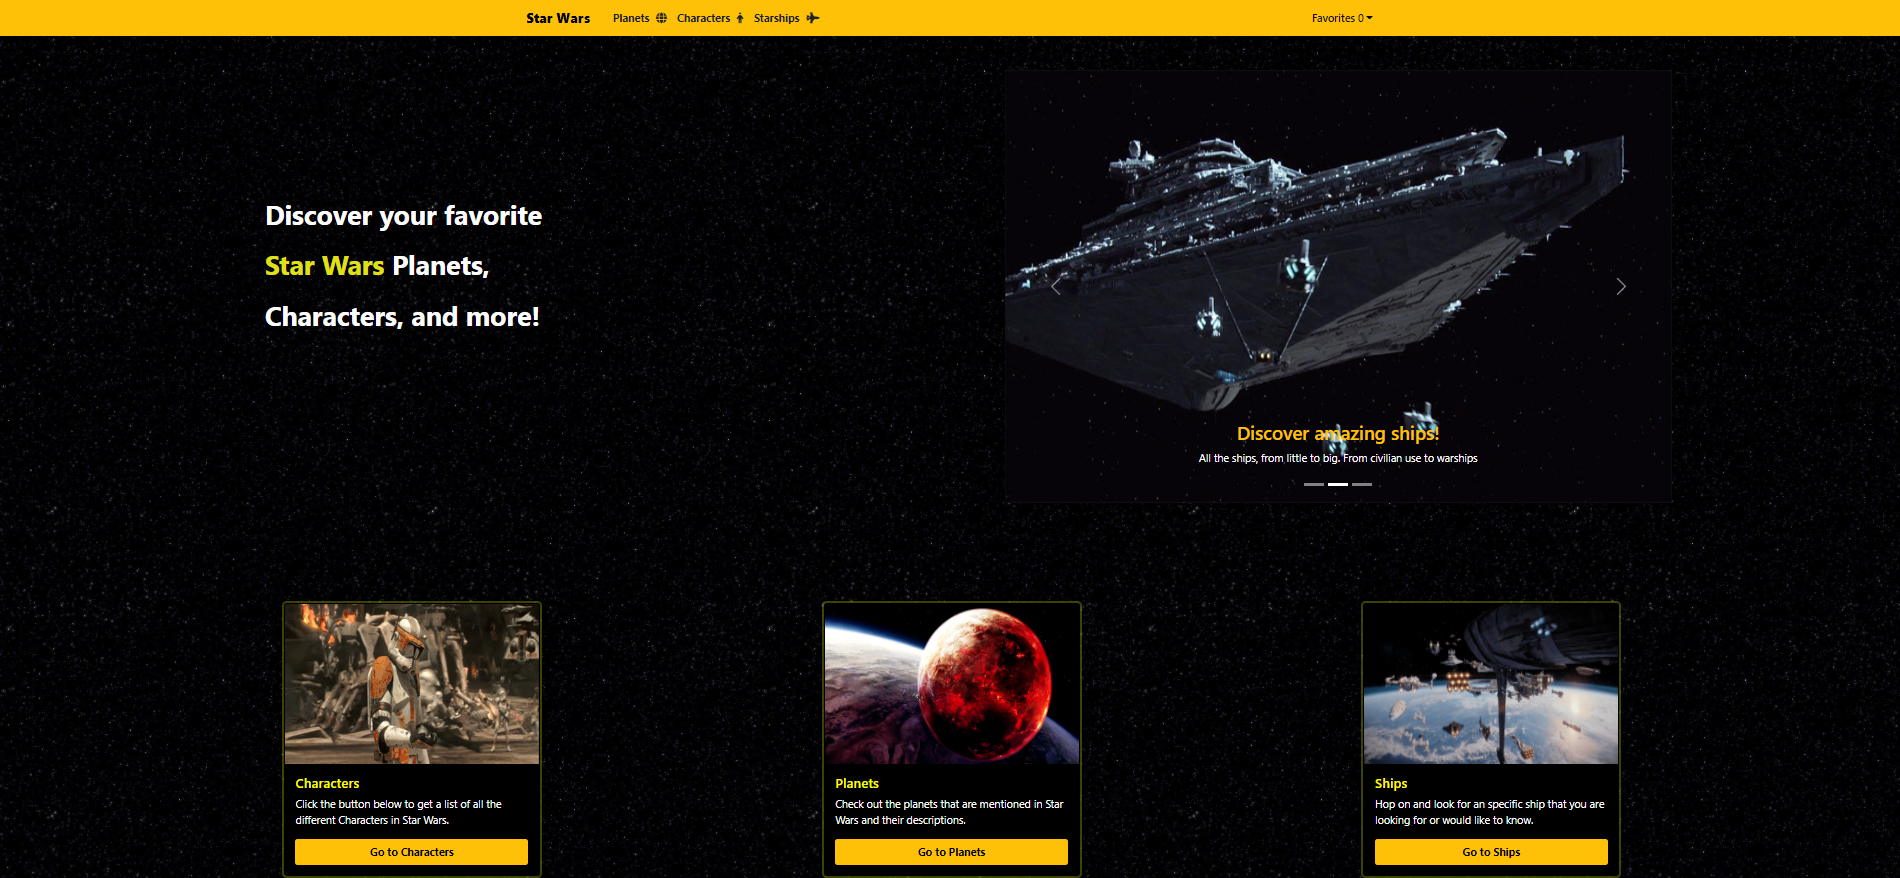 Star Wars Planets Characters Starships Favorites 0
Discover your favorite
Star Wars Planets,
Characters, and more!
Discover amazing ships!
All the ships, from little to big. From civilian use to warships
Characters
Click the button below to get a list of all the
different Characters in Star Wars.
Go to Characters
Planets
Check out the planets that are mentioned in Star
Wars and their descriptions.
Go to Planets
Ships
Hop on and look for an specific ship that you are
looking for or would like to know.
Go to Ships